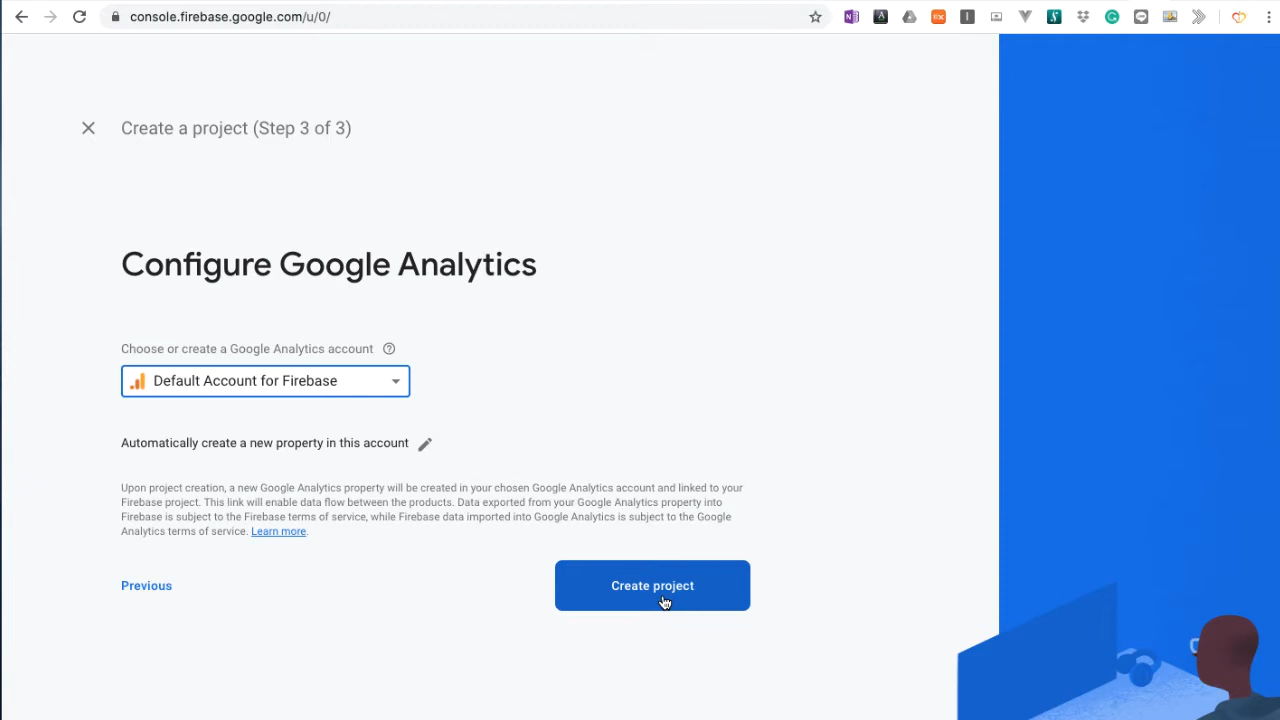 console.firebase.google.com/u/0/
Create a project (Step 3 of 3)
Configure Google Analytics
Choose or create a Google Analytics account
Default Account for Firebase
Automatically create a new property in this account
Upon project creation, a new Google Analytics property will be created in your chosen Google Analytics account and linked to your
Firebase project. This link will enable data flow between the products. Data exported from your Google Analytics property into
Firebase is subject to the Firebase terms of service, while Firebase data imported into Google Analytics is subject to the Google
Analytics terms of service. Learn more.
Previous
Create project